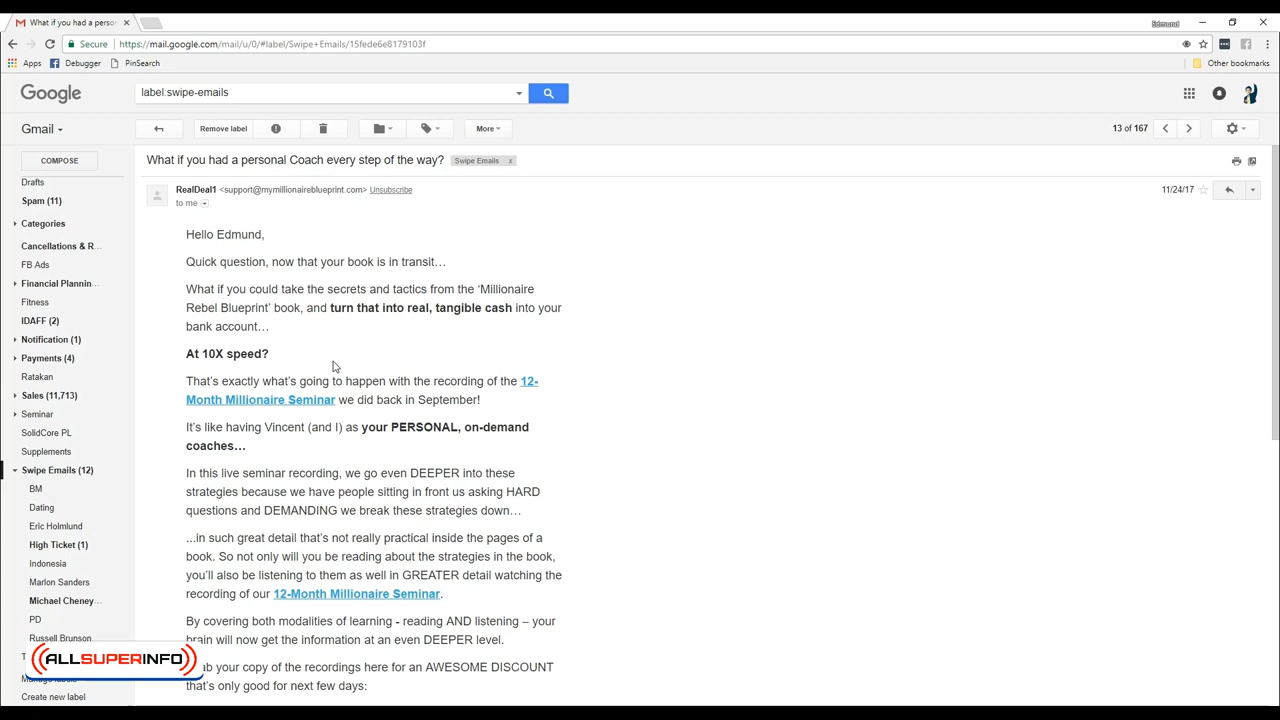 What if you had a perso
Edmund
Secure https://mail.google.com/mail/u/0/#label/Swipe+Emails/15fede6e8179103f
Apps Debugger PinSearch Other bookmarks
Google label:swipe-emails
Gmail Remove label More 13 of 167
COMPOSE What if you had a personal Coach every step of the way? Swipe Emails x
Drafts
Spam (11)
Categories
Cancellations & R...
FB Ads
Financial Plannin...
Fitness
IDAFF (2)
Notification (1)
Payments (4)
Ratakan
Sales (11,713)
Seminar
SolidCore PL
Supplements
Swipe Emails (12)
BM
Dating
Eric Holmlund
High Ticket (1)
Indonesia
Marlon Sanders
Michael Cheney...
PD
Russell Brunson
Create new label
RealDeal1 <support@mymillionaireblueprint.com> Unsubscribe 11/24/17
to me
Hello Edmund,
Quick question, now that your book is in transit…
What if you could take the secrets and tactics from the ‘Millionaire
Rebel Blueprint’ book, and turn that into real, tangible cash into your
bank account…
At 10X speed?
That’s exactly what’s going to happen with the recording of the 12-
Month Millionaire Seminar we did back in September!
It’s like having Vincent (and I) as your PERSONAL, on-demand
coaches…
In this live seminar recording, we go even DEEPER into these
strategies because we have people sitting in front us asking HARD
questions and DEMANDING we break these strategies down…
...in such great detail that’s not really practical inside the pages of a
book. So not only will you be reading about the strategies in the book,
you’ll also be listening to them as well in GREATER detail watching the
recording of our 12-Month Millionaire Seminar.
By covering both modalities of learning - reading AND listening – your
brain will now get the information at an even DEEPER level.
your copy of the recordings here for an AWESOME DISCOUNT
that’s only good for next few days:
ALLSUPERINFO